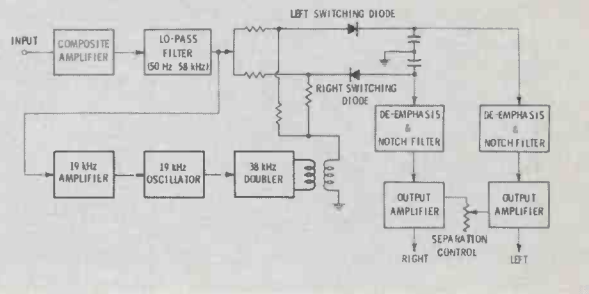 LEFT SWITCHING DIODE
INPUT
COMPOSITE
AMPLIFIER
LO-PASS
FILTER
(50 Hz 58 kHz)
RIGHT SWITCHING
DIODE
DE-EMPHASIS
&
NOTCH FILTER
DE-EMPHASIS
&
NOTCH FILTER
19 kHz
AMPLIFIER
19 kHz
OSCILLATOR
38 kHz
DOUBLER
OUTPUT
AMPLIFIER
OUTPUT
AMPLIFIER
SEPARATION
CONTROL
RIGHT
LEFT